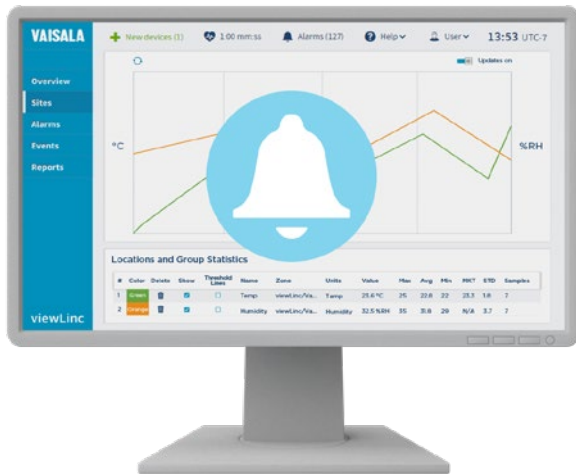 VAISALA
New devices (1) 1:00 mm:ss Alarms (127) Help User 13:53 UTC-7
Updates on
Overview
Sites
Alarms
Events
Reports
°C
%RH
Locations and Group Statistics
# Color Delete Show Threshold Lines Name Zone Units Value Max Avg Min MKT STD Samples
1 Green Temp viewLinc/Va... Temp 23.6 °C 25 22.8 22 23.3 1.8 7
2 Orange Humidity viewLinc/Va... Humidity 32.5 %RH 35 31.8 29 N/A 3.7 7
viewLinc